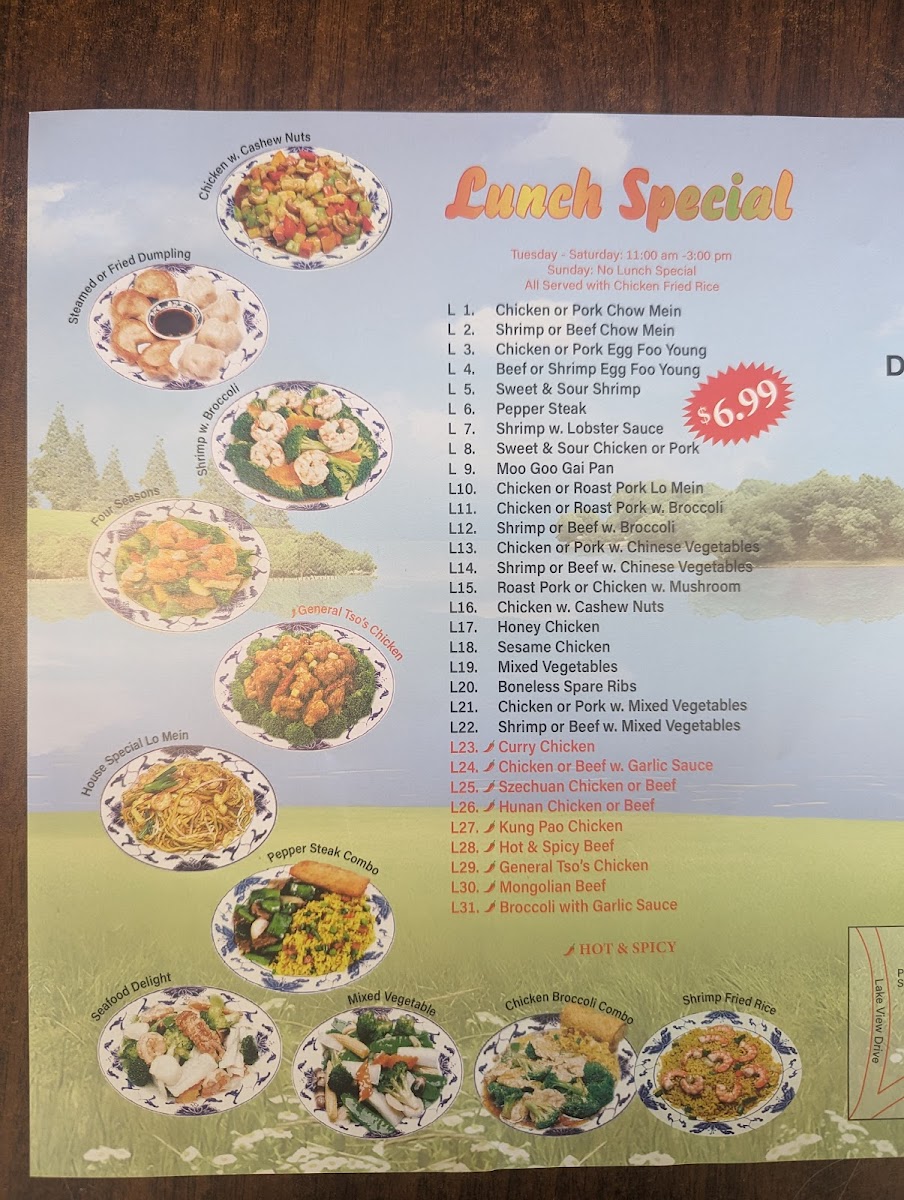 Chicken w. Cashew Nuts
Steamed or Fried Dumpling
Shrimp w. Broccoli
Four Seasons
General Tso's Chicken
House Special Lo Mein
Pepper Steak Combo
Seafood Delight
Mixed Vegetable
Chicken Broccoli Combo
Shrimp Fried Rice
Lunch Special
Tuesday - Saturday: 11:00 am -3:00 pm
Sunday: No Lunch Special
All Served with Chicken Fried Rice
L 1. Chicken or Pork Chow Mein
L 2. Shrimp or Beef Chow Mein
L 3. Chicken or Pork Egg Foo Young
L 4. Beef or Shrimp Egg Foo Young
L 5. Sweet & Sour Shrimp
L 6. Pepper Steak
L 7. Shrimp w. Lobster Sauce
L 8. Sweet & Sour Chicken or Pork
L 9. Moo Goo Gai Pan
L10. Chicken or Roast Pork Lo Mein
L11. Chicken or Roast Pork w. Broccoli
L12. Shrimp or Beef w. Broccoli
L13. Chicken or Pork w. Chinese Vegetables
L14. Shrimp or Beef w. Chinese Vegetables
L15. Roast Pork or Chicken w. Mushroom
L16. Chicken w. Cashew Nuts
L17. Honey Chicken
L18. Sesame Chicken
L19. Mixed Vegetables
L20. Boneless Spare Ribs
L21. Chicken or Pork w. Mixed Vegetables
L22. Shrimp or Beef w. Mixed Vegetables
L23. Curry Chicken
L24. Chicken or Beef w. Garlic Sauce
L25. Szechuan Chicken or Beef
L26. Hunan Chicken or Beef
L27. Kung Pao Chicken
L28. Hot & Spicy Beef
L29. General Tso's Chicken
L30. Mongolian Beef
L31. Broccoli with Garlic Sauce
HOT & SPICY
$6.99
D
P
S
Lake View Drive